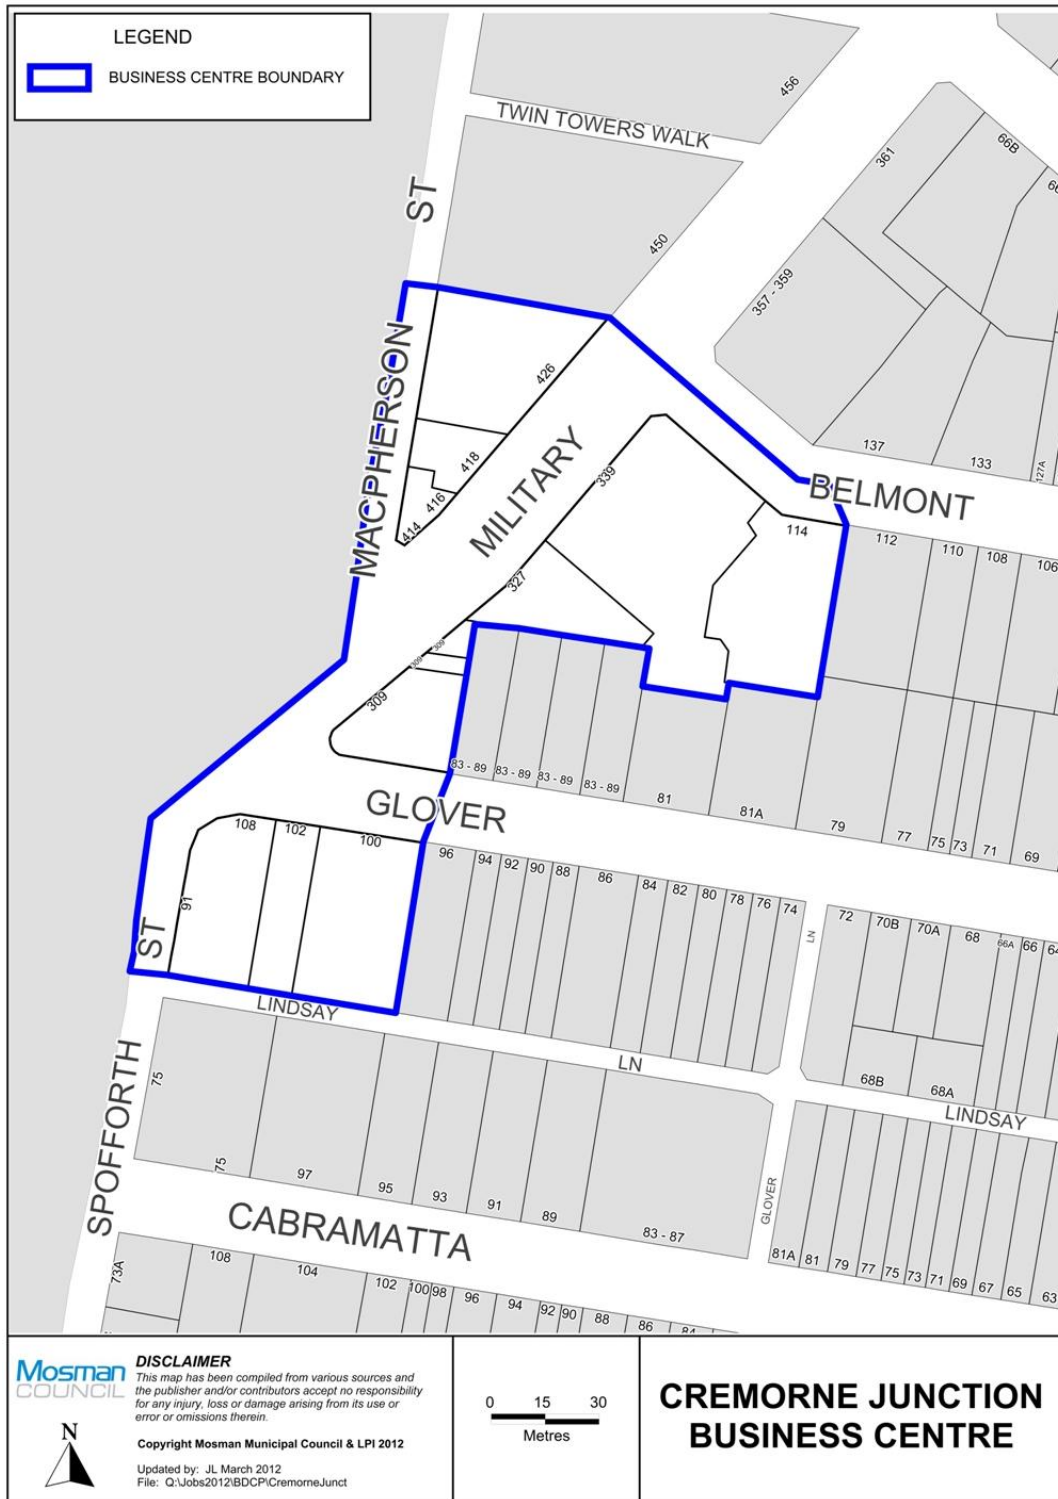 LEGEND
BUSINESS CENTRE BOUNDARY
456
TWIN TOWERS WALK
361
66B
ST
450
357 - 359
MACPHERSON
426
418
416
414
MILITARY
339
137
133
127A
BELMONT
114
112
110
108
106
327
309
309
309
83 - 89
83 - 89
83 - 89
83 - 89
81
81A
79
77
75
73
71
69
GLOVER
108
102
100
91
96
94
92
90
88
86
84
82
80
78
76
74
72
70B
70A
68
66A
66
64
LN
ST
LINDSAY
LN
68B
68A
LINDSAY
SPOFFORTH
75
75
97
95
93
91
89
83 - 87
GLOVER
CABRAMATTA
81A
81
79
77
75
73
71
69
67
65
63
73A
108
104
102
100
98
96
94
92
90
88
86
84
Mosman
COUNCIL
DISCLAIMER
This map has been compiled from various sources and
the publisher and/or contributors accept no responsibility
for any injury, loss or damage arising from its use or
error or omissions therein.
Copyright Mosman Municipal Council & LPI 2012
Updated by: JL March 2012
File: Q:\Jobs2012\BDCP\CremorneJunct
N
0 15 30
Metres
CREMORNE JUNCTION
BUSINESS CENTRE